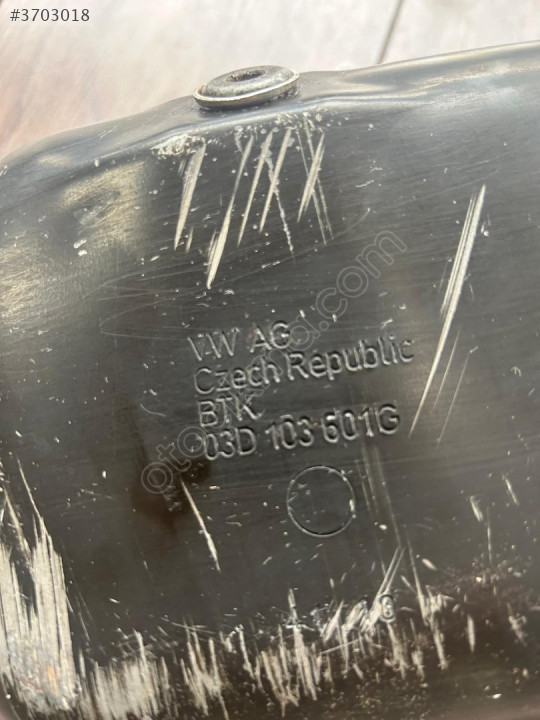 #3703018
VW AG
Czech Republic
BTK
03D 103 601G